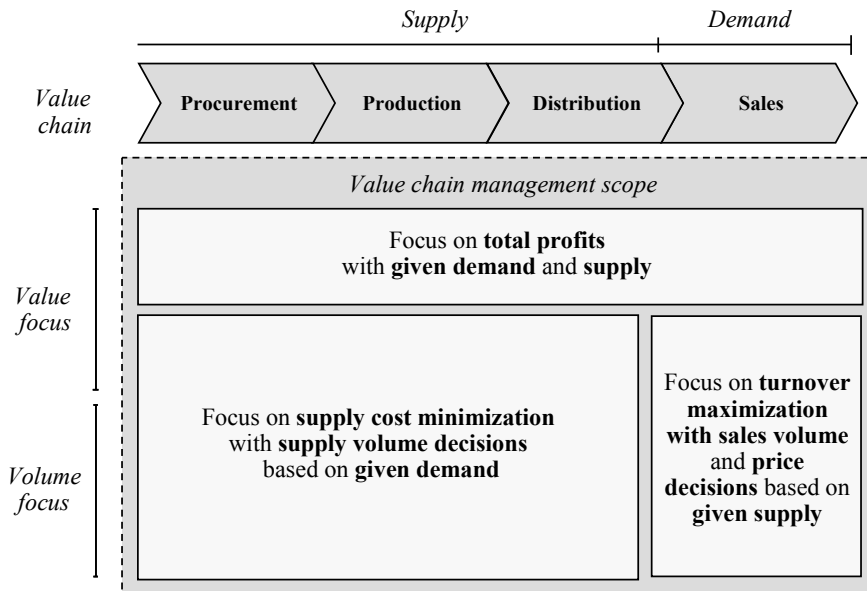 Supply
Demand
Value
chain
Procurement
Production
Distribution
Sales
Value chain management scope
Value
focus
Focus on total profits
with given demand and supply
Volume
focus
Focus on supply cost minimization
with supply volume decisions
based on given demand
Focus on turnover
maximization
with sales volume
and price
decisions based on
given supply